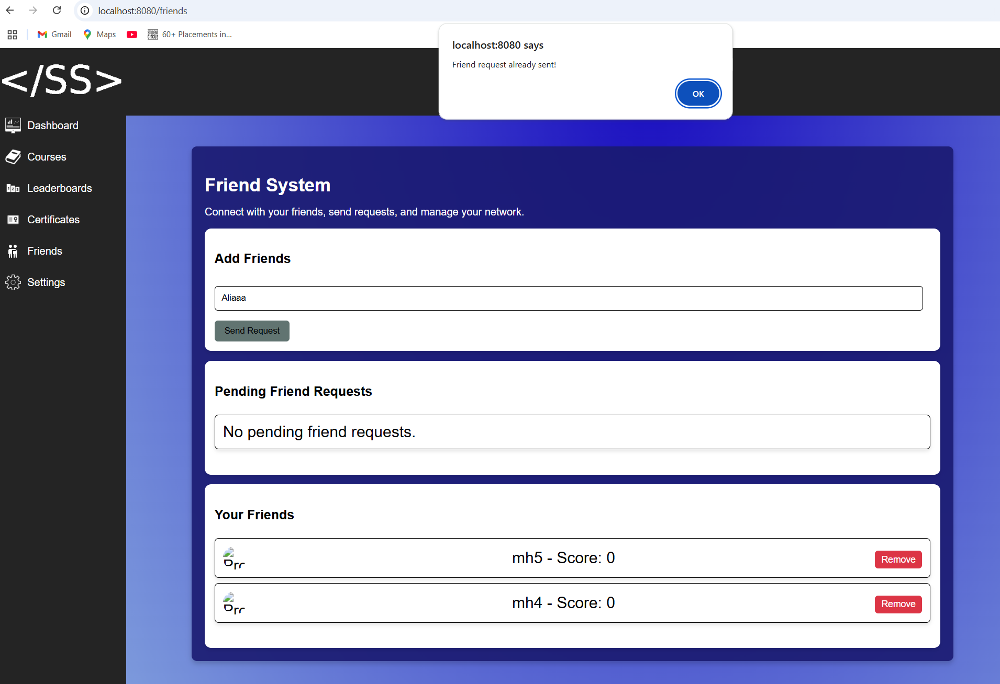 localhost:8080/friends
Gmail
Maps
60+ Placements in...
localhost:8080 says
Friend request already sent!
OK
</SS>
Dashboard
Courses
Leaderboards
Certificates
Friends
Settings
Friend System
Connect with your friends, send requests, and manage your network.
Add Friends
Aliaaa
Send Request
Pending Friend Requests
No pending friend requests.
Your Friends
mh5 - Score: 0
Remove
mh4 - Score: 0
Remove